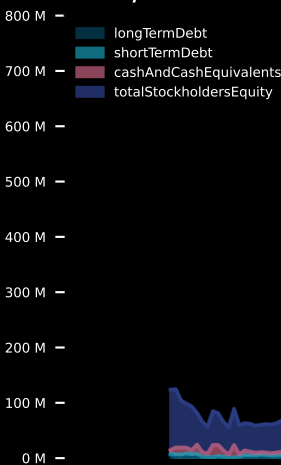 800 M
longTermDebt
shortTermDebt
700 M
cashAndCashEquivalents
totalStockholdersEquity
600 M
500 M
400 M
300 M
200 M
100 M
0 M